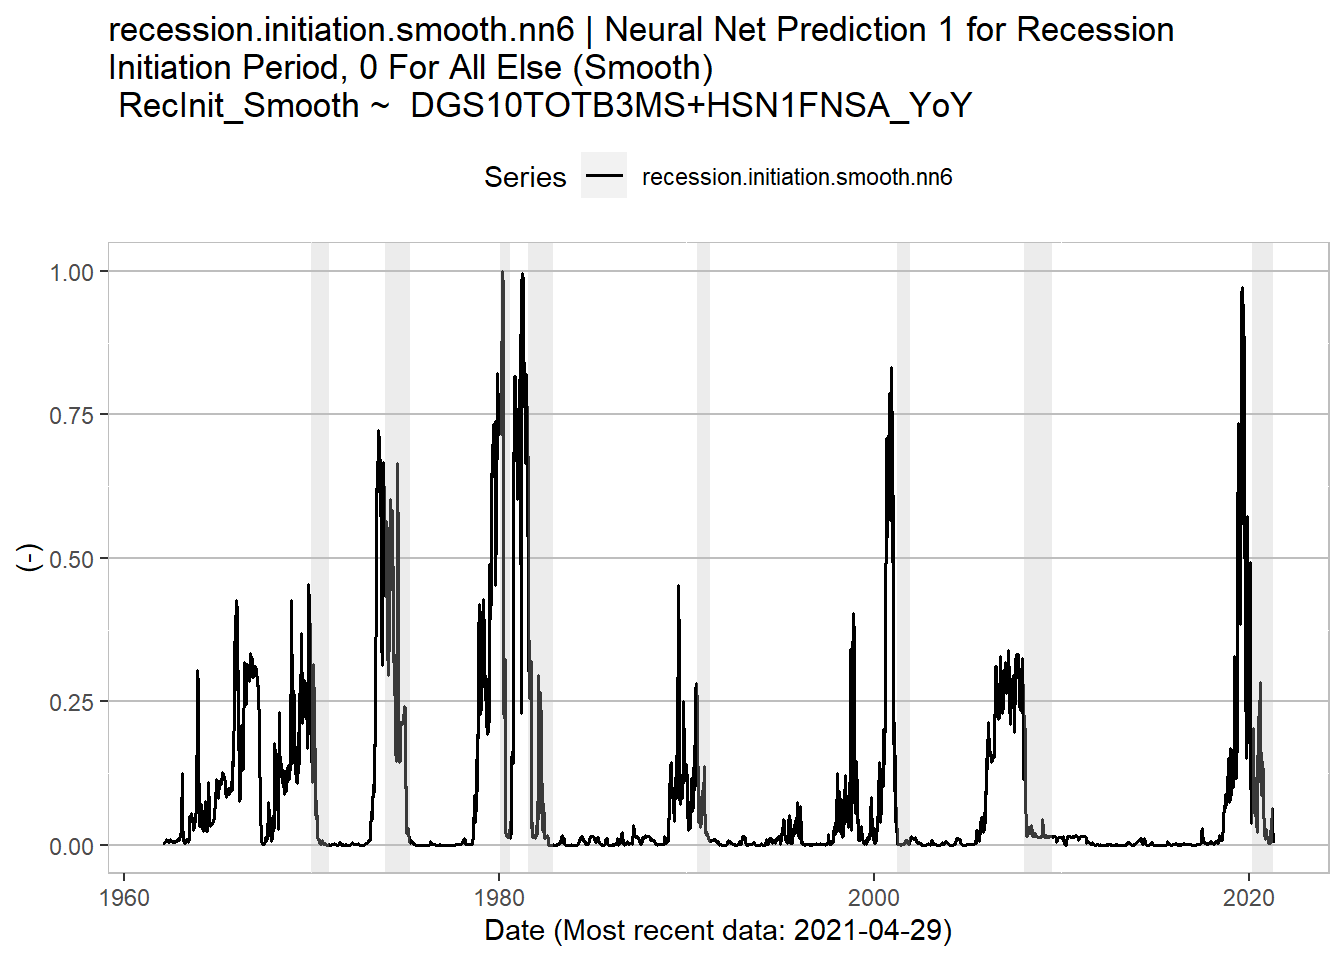 recession.initiation.smooth.nn6 | Neural Net Prediction 1 for Recession
Initiation Period, 0 For All Else (Smooth)
RecInit_Smooth ~ DGS10TOTB3MS+HSN1FNSA_YoY
Series recession.initiation.smooth.nn6
1.00
0.75
0.50
0.25
0.00
(-)
1960 1980 2000 2020
Date (Most recent data: 2021-04-29)